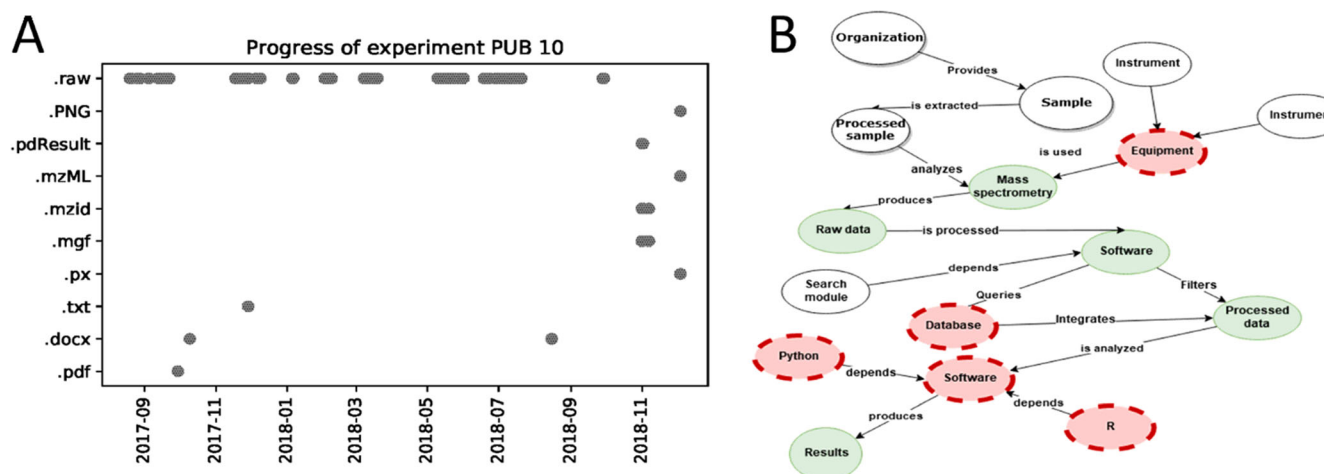 A
Progress of experiment PUB 10
.raw
.PNG
.pdResult
.mzML
.mzid
.mgf
.px
.txt
.docx
.pdf
2017-09
2017-11
2018-01
2018-03
2018-05
2018-07
2018-09
2018-11
B
Organization
Provides
Sample
is extracted
Processed
sample
Instrument
Instrumen
Equipment
is used
analyzes
Mass
spectrometry
produces
Raw data
is processed
Software
depends
Search
module
Queries
Filters
Database
Integrates
Processed
data
is analyzed
Python
depends
Software
depends
R
produces
Results